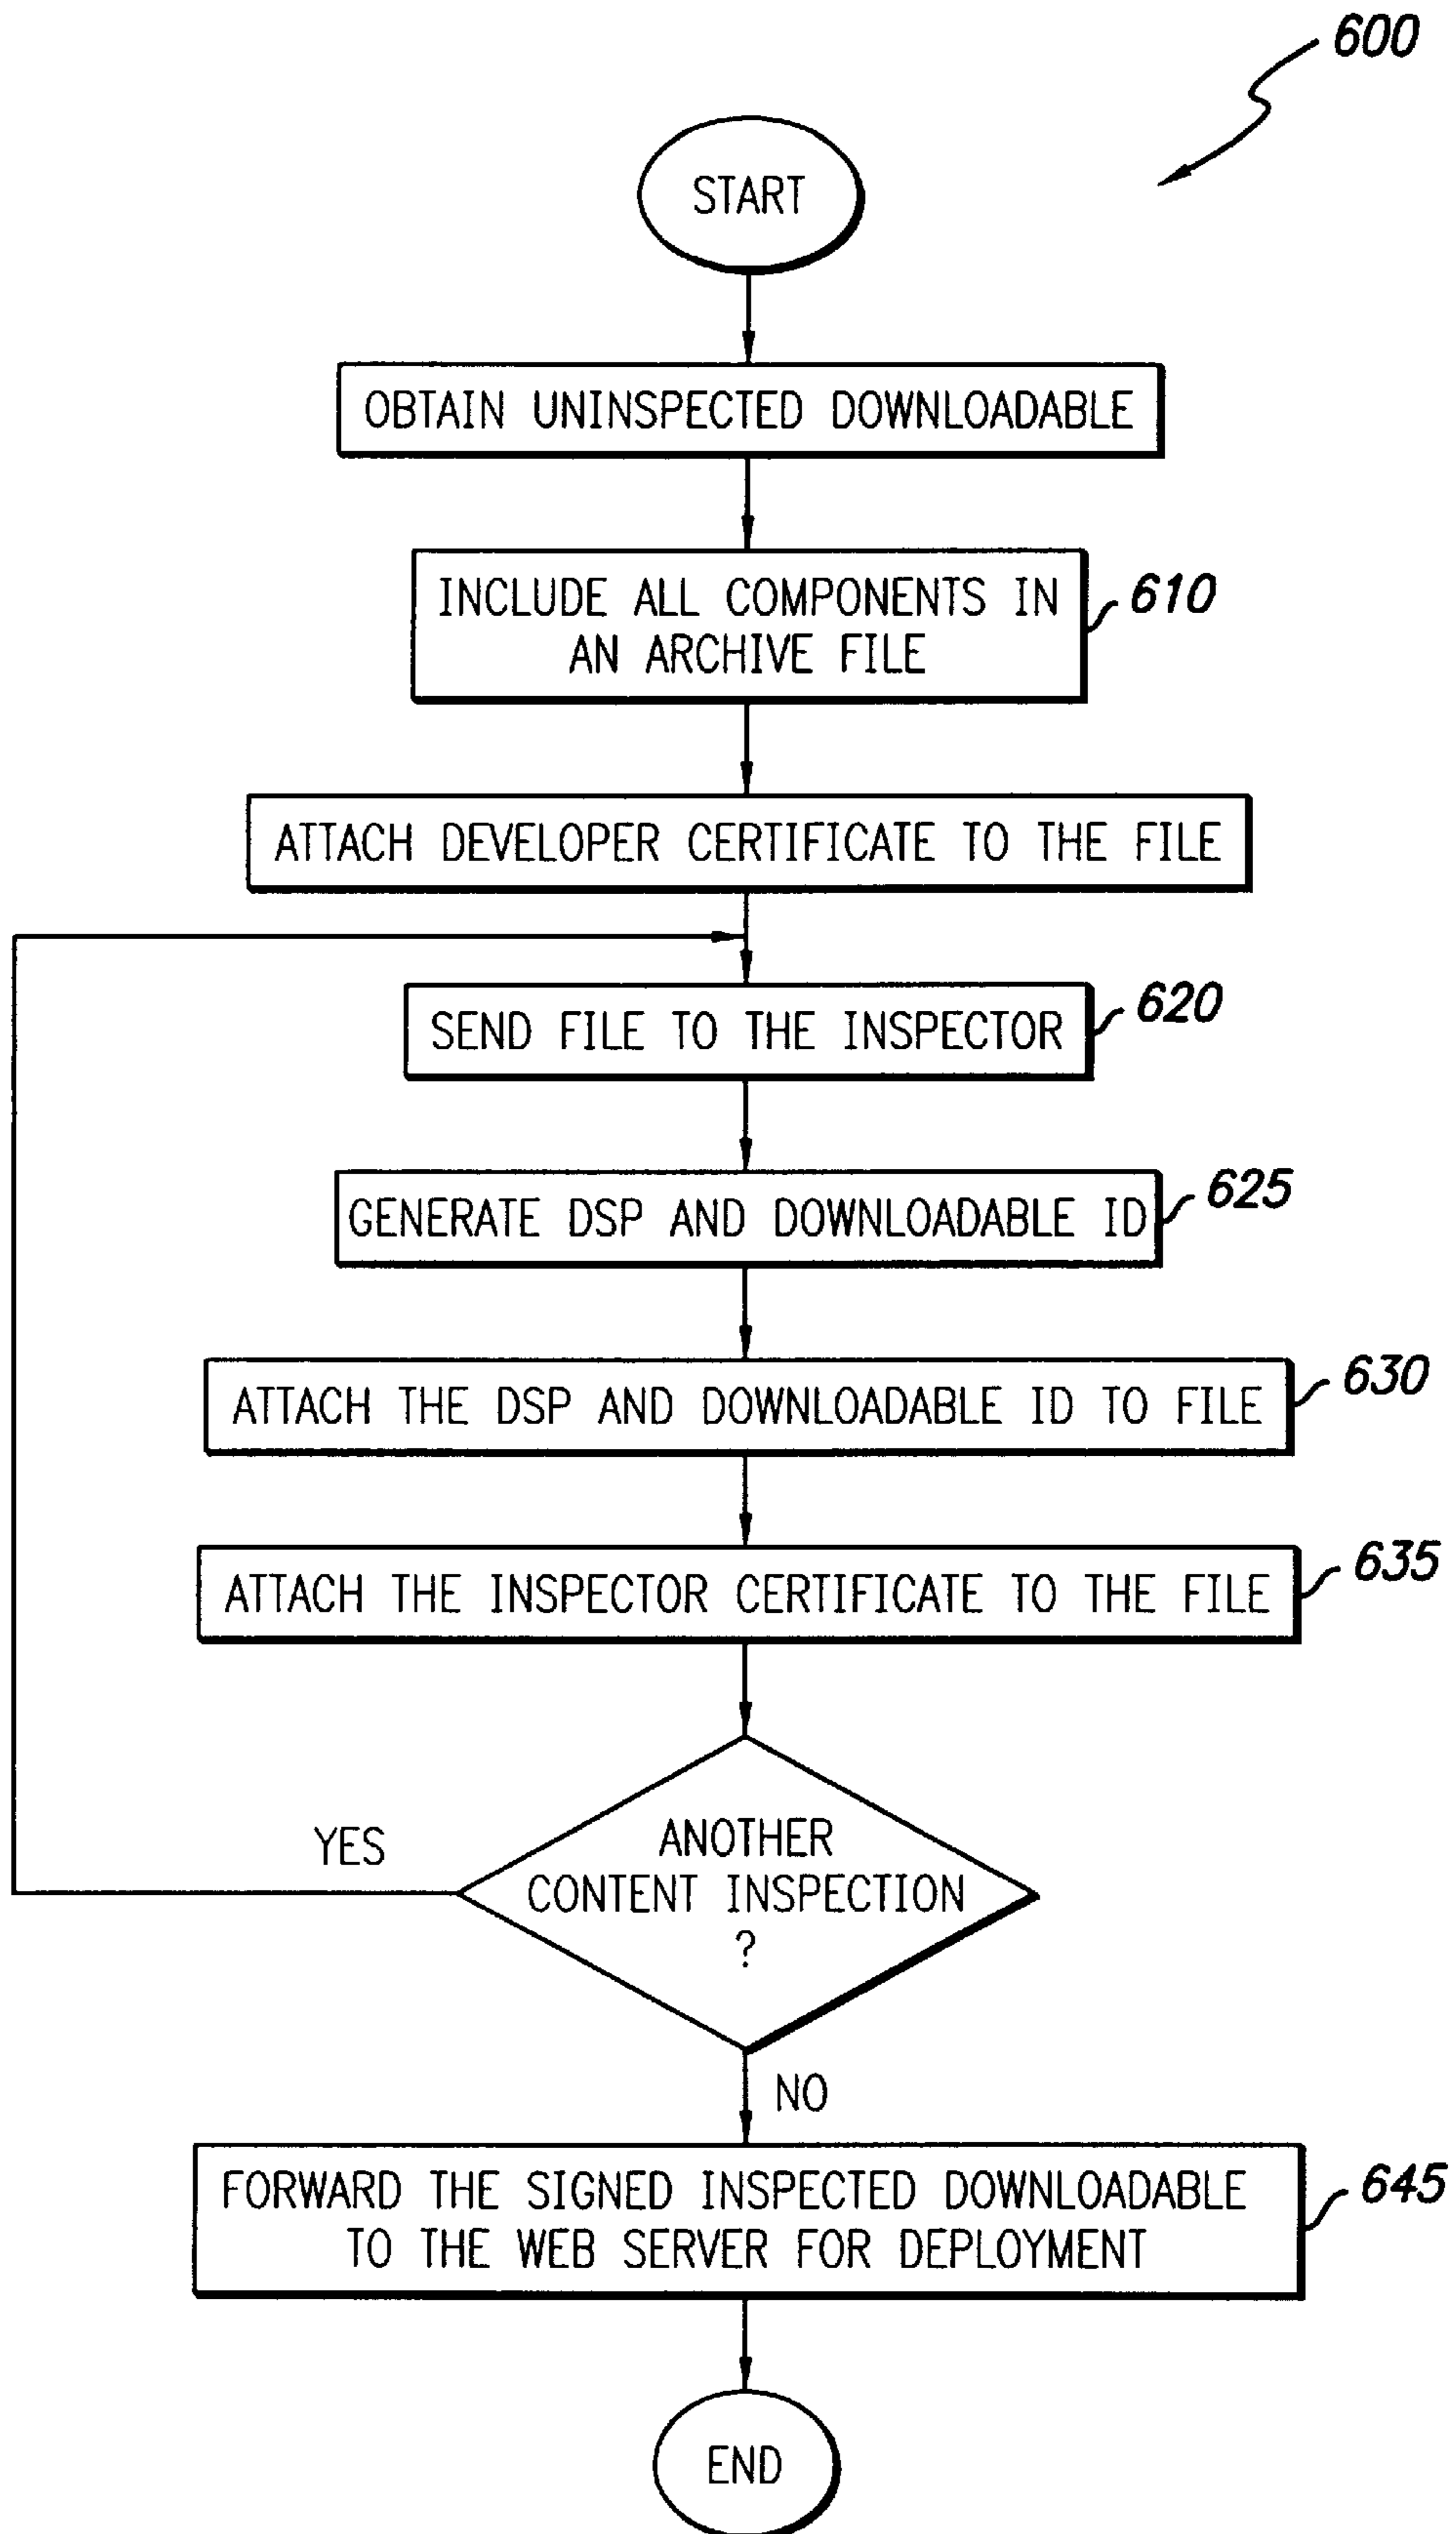 600
START
OBTAIN UNINSPECTED DOWNLOADABLE
INCLUDE ALL COMPONENTS IN
AN ARCHIVE FILE
610
ATTACH DEVELOPER CERTIFICATE TO THE FILE
SEND FILE TO THE INSPECTOR
620
GENERATE DSP AND DOWNLOADABLE ID
625
ATTACH THE DSP AND DOWNLOADABLE ID TO FILE
630
ATTACH THE INSPECTOR CERTIFICATE TO THE FILE
635
YES
ANOTHER
CONTENT INSPECTION
?
NO
FORWARD THE SIGNED INSPECTED DOWNLOADABLE
TO THE WEB SERVER FOR DEPLOYMENT
645
END